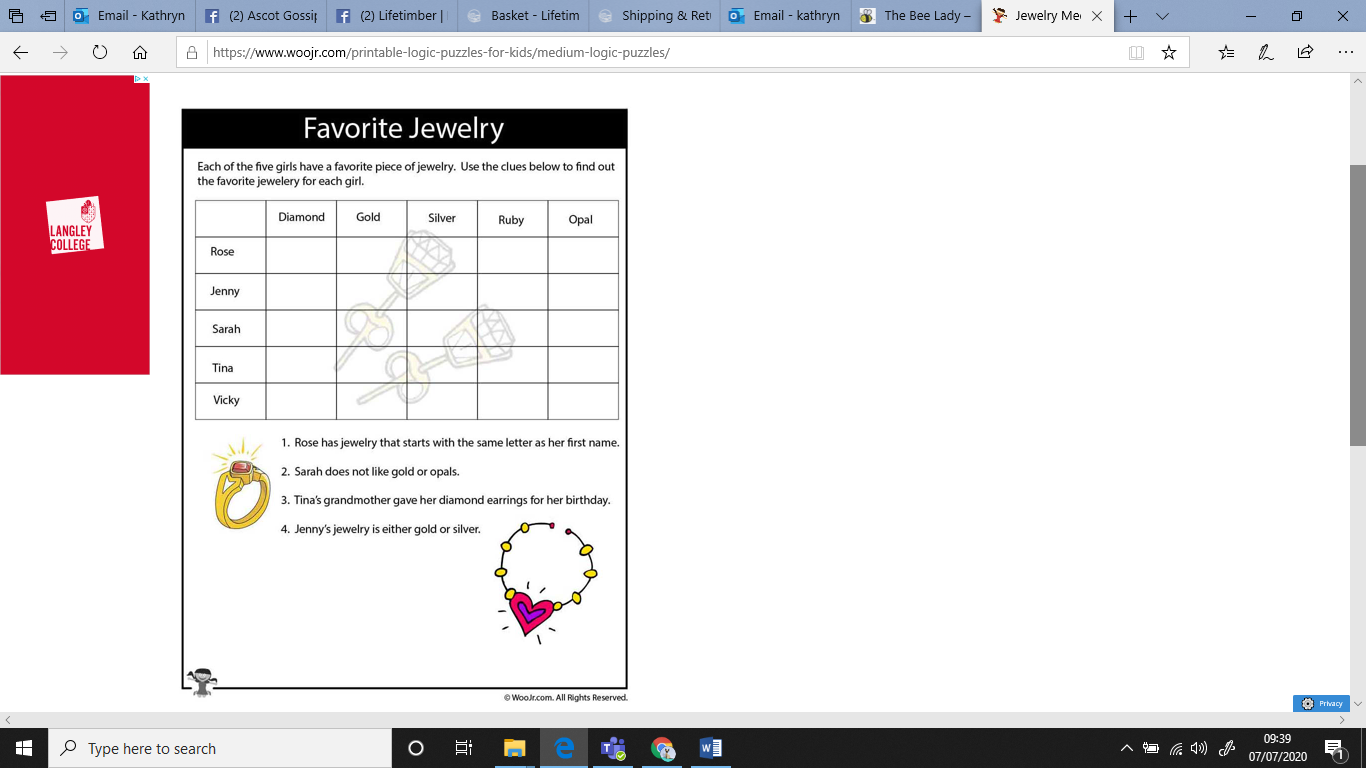 Email - Kathryn
(2) Ascot Gossip
(2) Lifetimber |
Basket - Lifetim
Shipping & Ret
Email - kathryn
The Bee Lady –
Jewelry Med
https://www.woojr.com/printable-logic-puzzles-for-kids/medium-logic-puzzles/
LANGLEY
COLLEGE
Favorite Jewelry
Each of the five girls have a favorite piece of jewelry. Use the clues below to find out
the favorite jewelery for each girl.
Diamond Gold Silver Ruby Opal
Rose
Jenny
Sarah
Tina
Vicky
1. Rose has jewelry that starts with the same letter as her first name.
2. Sarah does not like gold or opals.
3. Tina's grandmother gave her diamond earrings for her birthday.
4. Jenny's jewelry is either gold or silver.
© WooJr.com. All Rights Reserved.
Privacy
Type here to search
09:39
07/07/2020
1